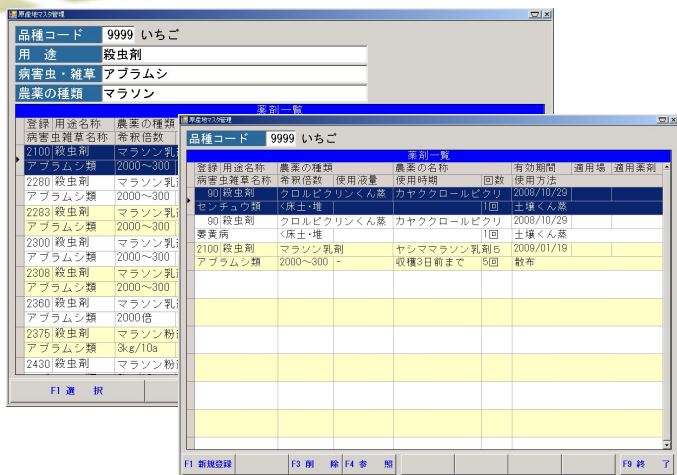 原産地マスタ管理
品種コード 9999 いちご
用 途 殺虫剤
病害虫・雑草 アブラムシ
農薬の種類 マラソン
薬剤一覧
登録 用途名称 農薬の種類
病害虫雑草名称 希釈倍数
2100 殺虫剤 マラソン乳
アブラムシ類 2000～300
2280 殺虫剤 マラソン乳
アブラムシ類 2000～300
2283 殺虫剤 マラソン乳
アブラムシ類 2000～300
2300 殺虫剤 マラソン乳
アブラムシ類 2000～300
2308 殺虫剤 マラソン乳
アブラムシ類 2000～300
2360 殺虫剤 マラソン乳
アブラムシ類 2000倍
2375 殺虫剤 マラソン粉
アブラムシ類 3kg/10a
2430 殺虫剤 マラソン粉
F1 選 択
原産地マスタ管理
品種コード 9999 いちご
薬剤一覧
登録 用途名称 農薬の種類 農薬の名称 有効期間 適用場 適用薬剤
病害虫雑草名称 希釈倍数 使用液量 使用時期 回数 使用方法
90 殺虫剤 クロルピクリンくん蒸 カヤククロールピクリ 2008/10/29
センチュウ類 <床土・堆 1回 土壌くん蒸
90 殺虫剤 クロルピクリンくん蒸 カヤククロールピクリ 2008/10/29
萎黄病 <床土・堆 1回 土壌くん蒸
2100 殺虫剤 マラソン乳剤 ヤシママラソン乳剤5 2009/01/19
アブラムシ類 2000～300 - 収穫3日前まで 5回 散布
F1 新規登録 F3 削 除 F4 参 照 F9 終 了